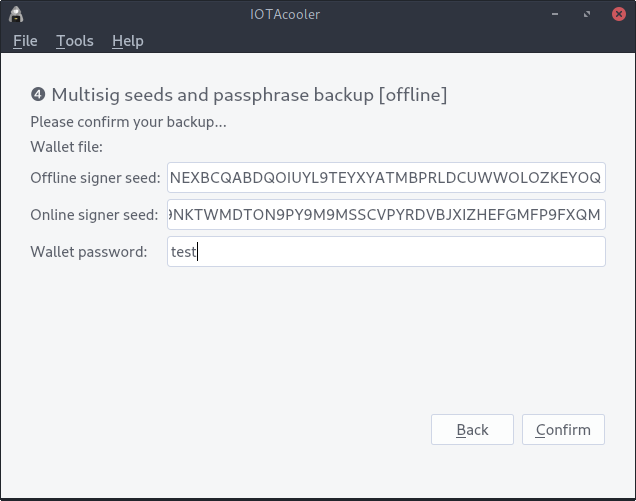 IOTAcooler
File Tools Help
❹ Multisig seeds and passphrase backup [offline]
Please confirm your backup...
Wallet file:
Offline signer seed: NEXBCQABDQOIUYL9TEYXYATMBPRLDCUWWOLOZKEYOQ
Online signer seed: 9NKTWMDTON9PY9M9MSSCVPYRDVBJXIZHEFGMFP9FXQM
Wallet password: test
Back Confirm